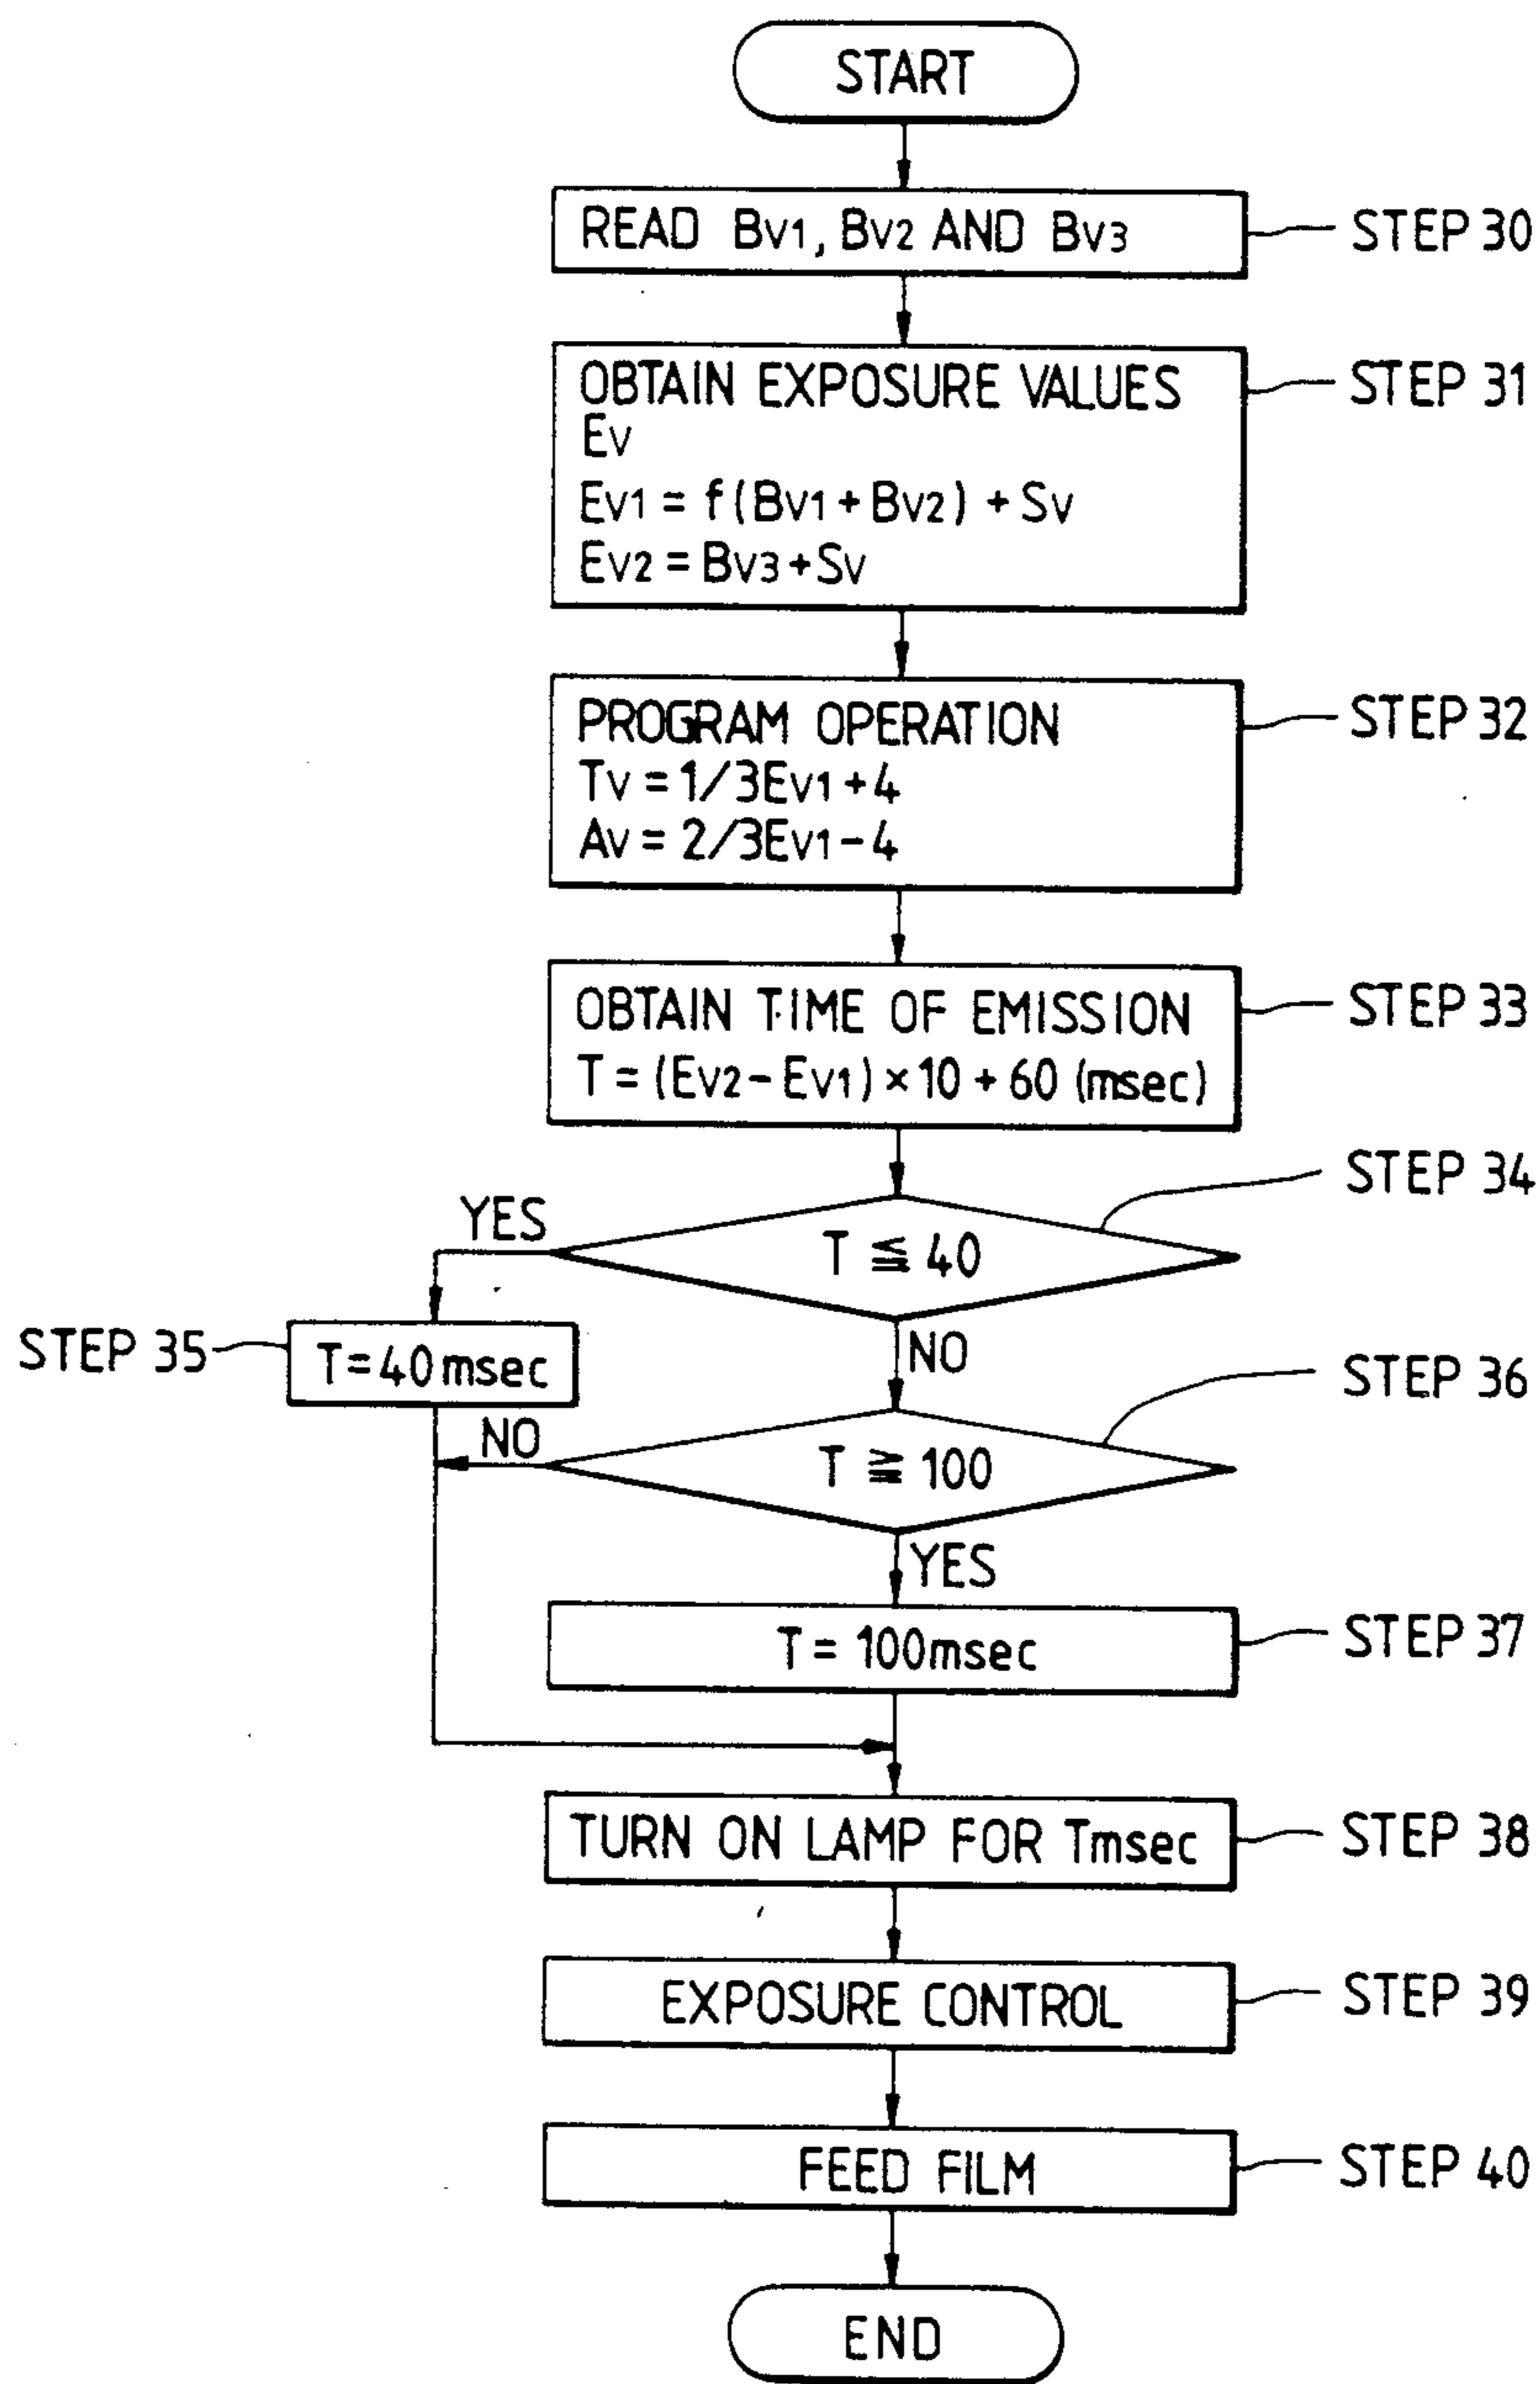 START
READ BV1, BV2 AND BV3
STEP 30
OBTAIN EXPOSURE VALUES
EV
EV1 = f(BV1 + BV2) + SV
EV2 = BV3 + SV
STEP 31
PROGRAM OPERATION
TV = 1/3EV1 + 4
AV = 2/3EV1 - 4
STEP 32
OBTAIN TIME OF EMISSION
T = (EV2 - EV1) × 10 + 60 (msec)
STEP 33
STEP 34
YES
T ≦ 40
STEP 35
T = 40 msec
NO
STEP 36
NO
T ≧ 100
YES
T = 100msec
STEP 37
TURN ON LAMP FOR Tmsec
STEP 38
EXPOSURE CONTROL
STEP 39
FEED FILM
STEP 40
END